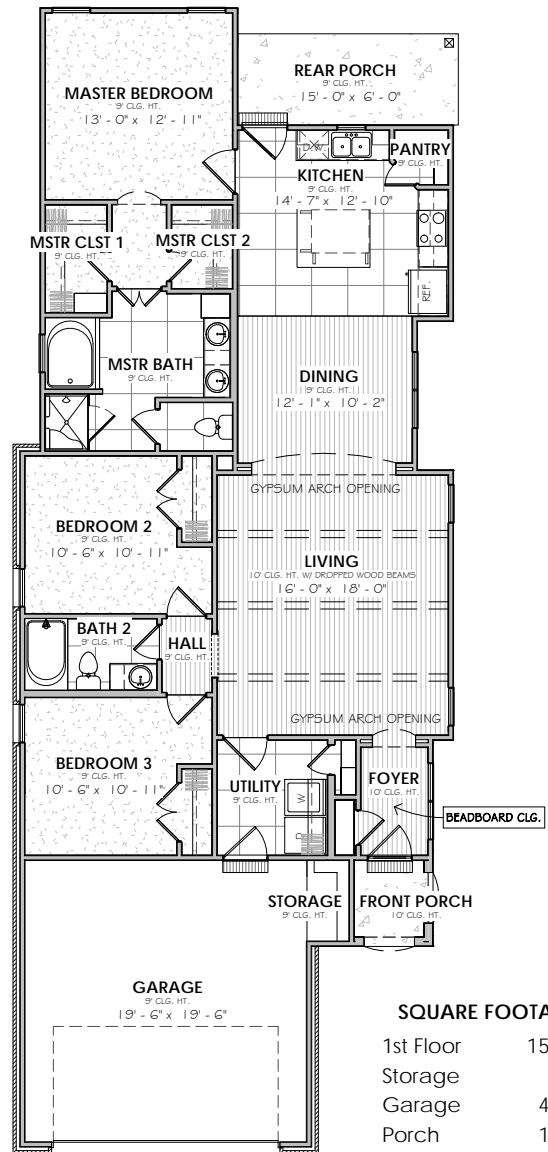 REAR PORCH
9' CLG. HT.
15' - 0" x 6' - 0"
MASTER BEDROOM
9' CLG. HT.
13' - 0" x 12' - 11"
D.W.
PANTRY
9' CLG. HT.
KITCHEN
9' CLG. HT.
14' - 7" x 12' - 10"
MSTR CLST 1
9' CLG. HT.
MSTR CLST 2
9' CLG. HT.
REF.
MSTR BATH
9' CLG. HT.
DINING
9' CLG. HT.
12' - 1" x 10' - 2"
GYPSUM ARCH OPENING
BEDROOM 2
9' CLG. HT.
10' - 6" x 10' - 11"
LIVING
10' CLG. HT. W/ DROPPED WOOD BEAMS
16' - 0" x 18' - 0"
BATH 2
9' CLG. HT.
HALL
9' CLG. HT.
GYPSUM ARCH OPENING
BEDROOM 3
9' CLG. HT.
10' - 6" x 10' - 11"
UTILITY
9' CLG. HT.
W
D
FOYER
10' CLG. HT.
BEADBOARD CLG.
STORAGE
9' CLG. HT.
FRONT PORCH
10' CLG. HT.
GARAGE
9' CLG. HT.
19' - 6" x 19' - 6"
SQUARE FOOTA
1st Floor 15
Storage
Garage 4
Porch 1